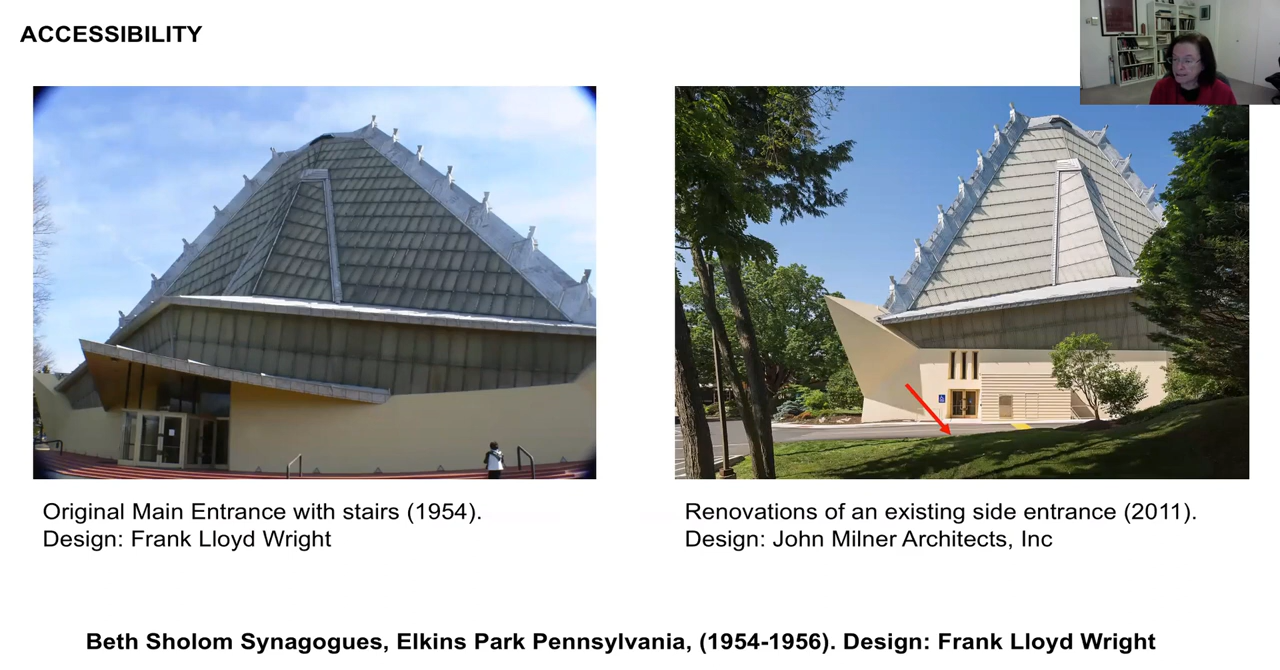 ACCESSIBILITY
Original Main Entrance with stairs (1954).
Design: Frank Lloyd Wright
Renovations of an existing side entrance (2011).
Design: John Milner Architects, Inc
Beth Sholom Synagogues, Elkins Park Pennsylvania, (1954-1956). Design: Frank Lloyd Wright